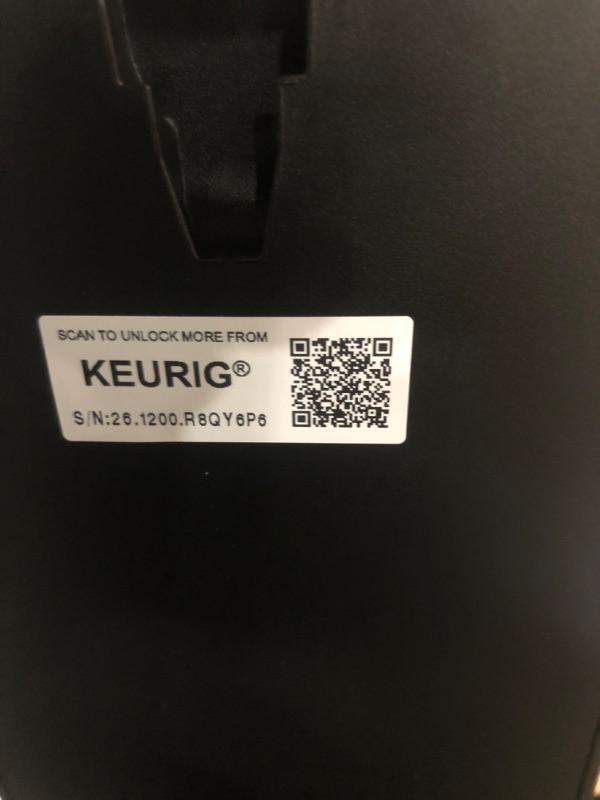 SCAN TO UNLOCK MORE FROM
KEURIG®
S/N:26.1200.R8QY6P6